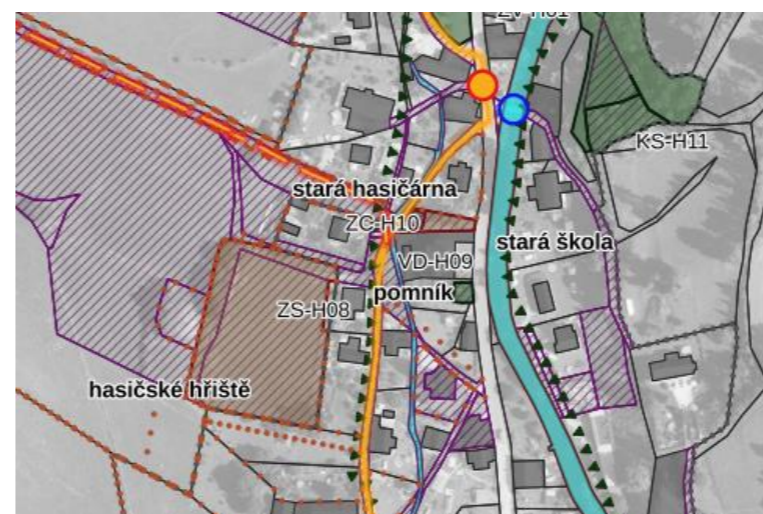 KS-H11
stará hasičárna
ZC-H10
stará škola
VD-H09
pomník
ZS-H08
hasičské hřiště